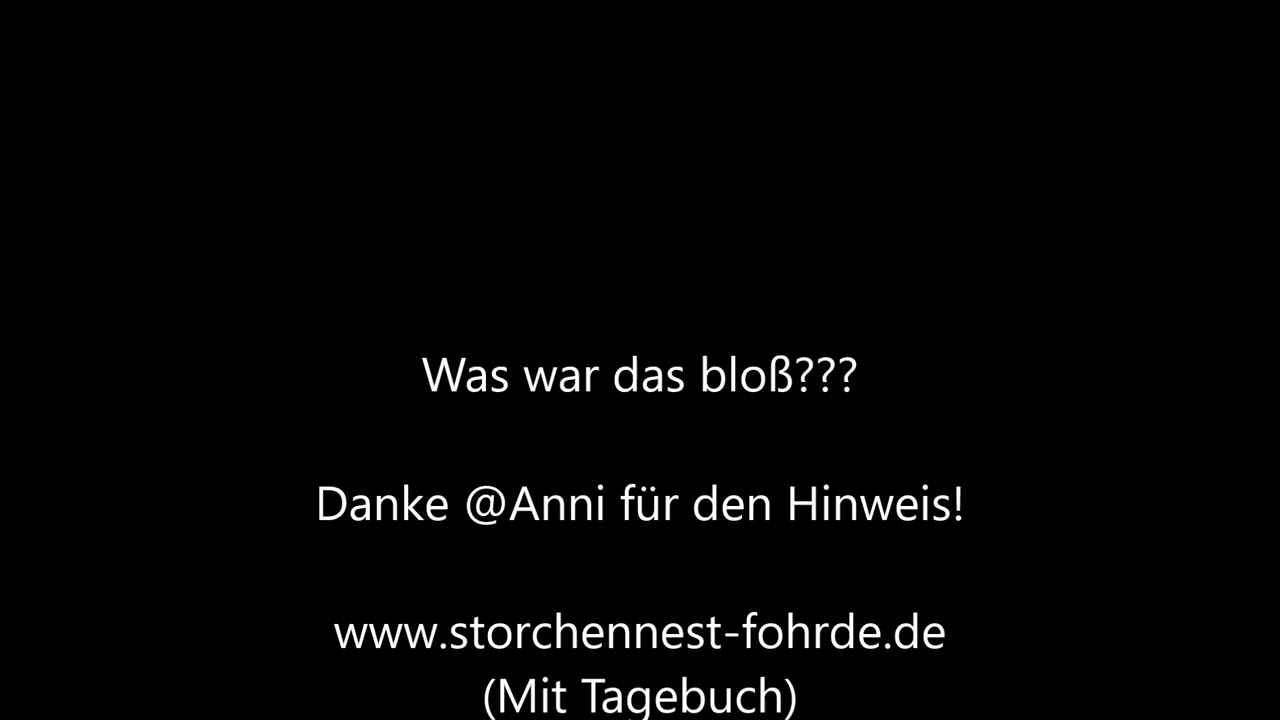 Was war das bloß???
Danke @Anni für den Hinweis!
www.storchennest-fohrde.de
(Mit Tagebuch)